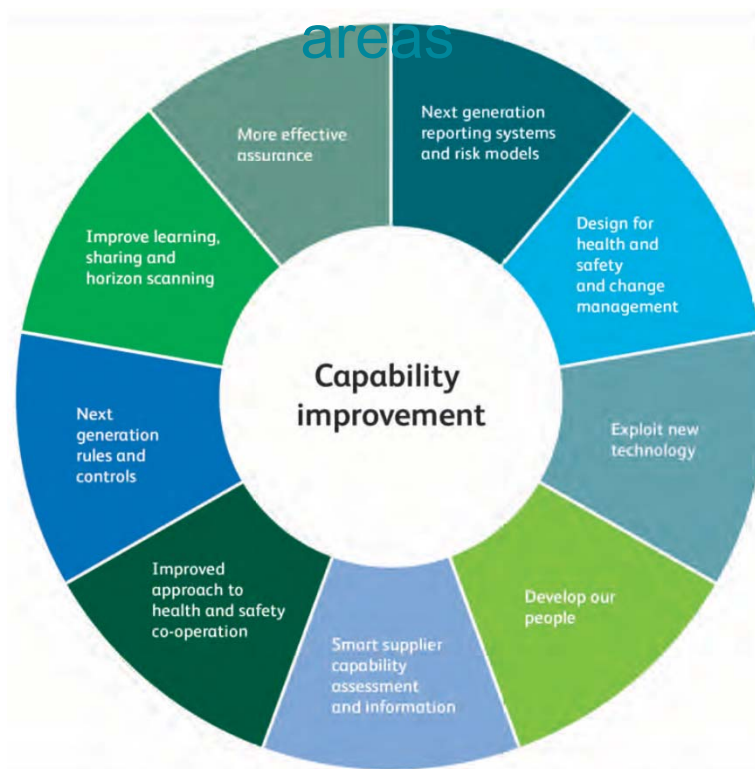 areas
Next generation
reporting systems
and risk models
Design for
health and
safety
and change
management
Exploit new
technology
Develop our
people
Smart supplier
capability
assessment
and information
Improved
approach to
health and safety
co-operation
Next
generation
rules and
controls
Improve learning,
sharing and
horizon scanning
More effective
assurance
Capability
improvement